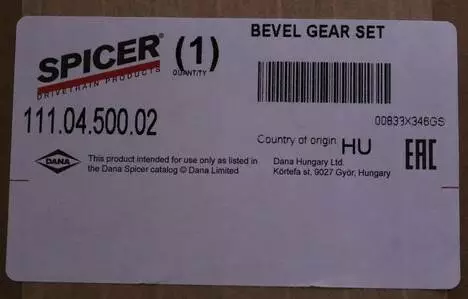 SPICER®
DRIVETRAIN PRODUCTS
(1)
QUANTITY
BEVEL GEAR SET
111.04.500.02
00833X346GS
Country of origin HU
EAC
DANA
This product intended for use only as listed in
the Dana Spicer catalog © Dana Limited
Dana Hungary Ltd.
Körtefa st, 9027 Győr, Hungary